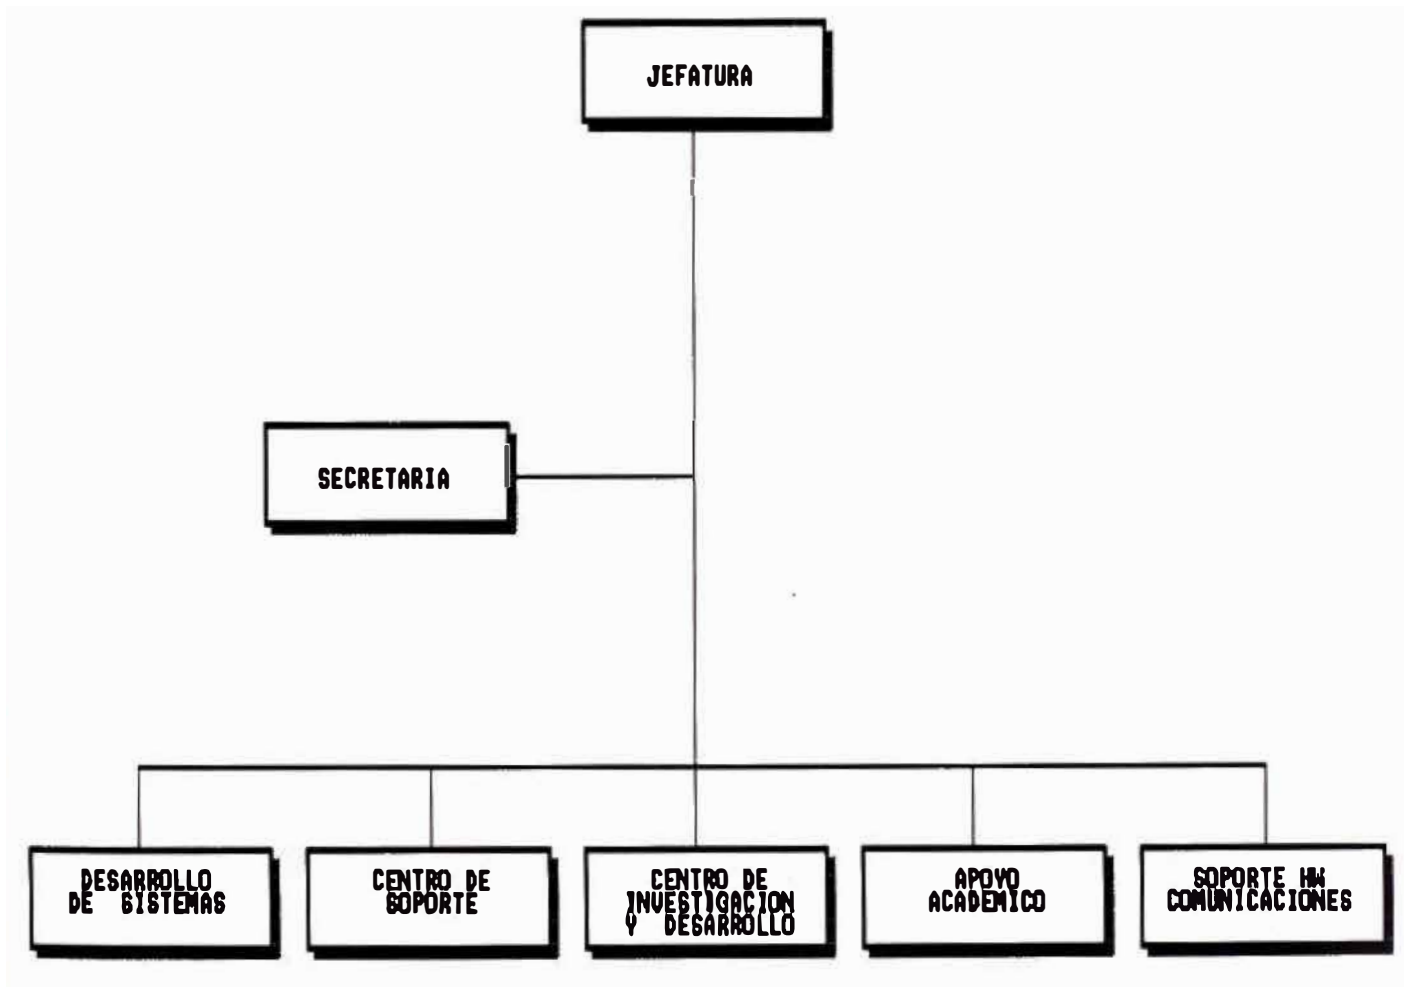 JEFATURA
SECRETARIA
DESARROLLO
DE SISTEMAS
CENTRO DE
SOPORTE
CENTRO DE
INVESTIGACION
Y DESARROLLO
APOYO
ACADEMICO
SOPORTE HW
COMUNICACIONES